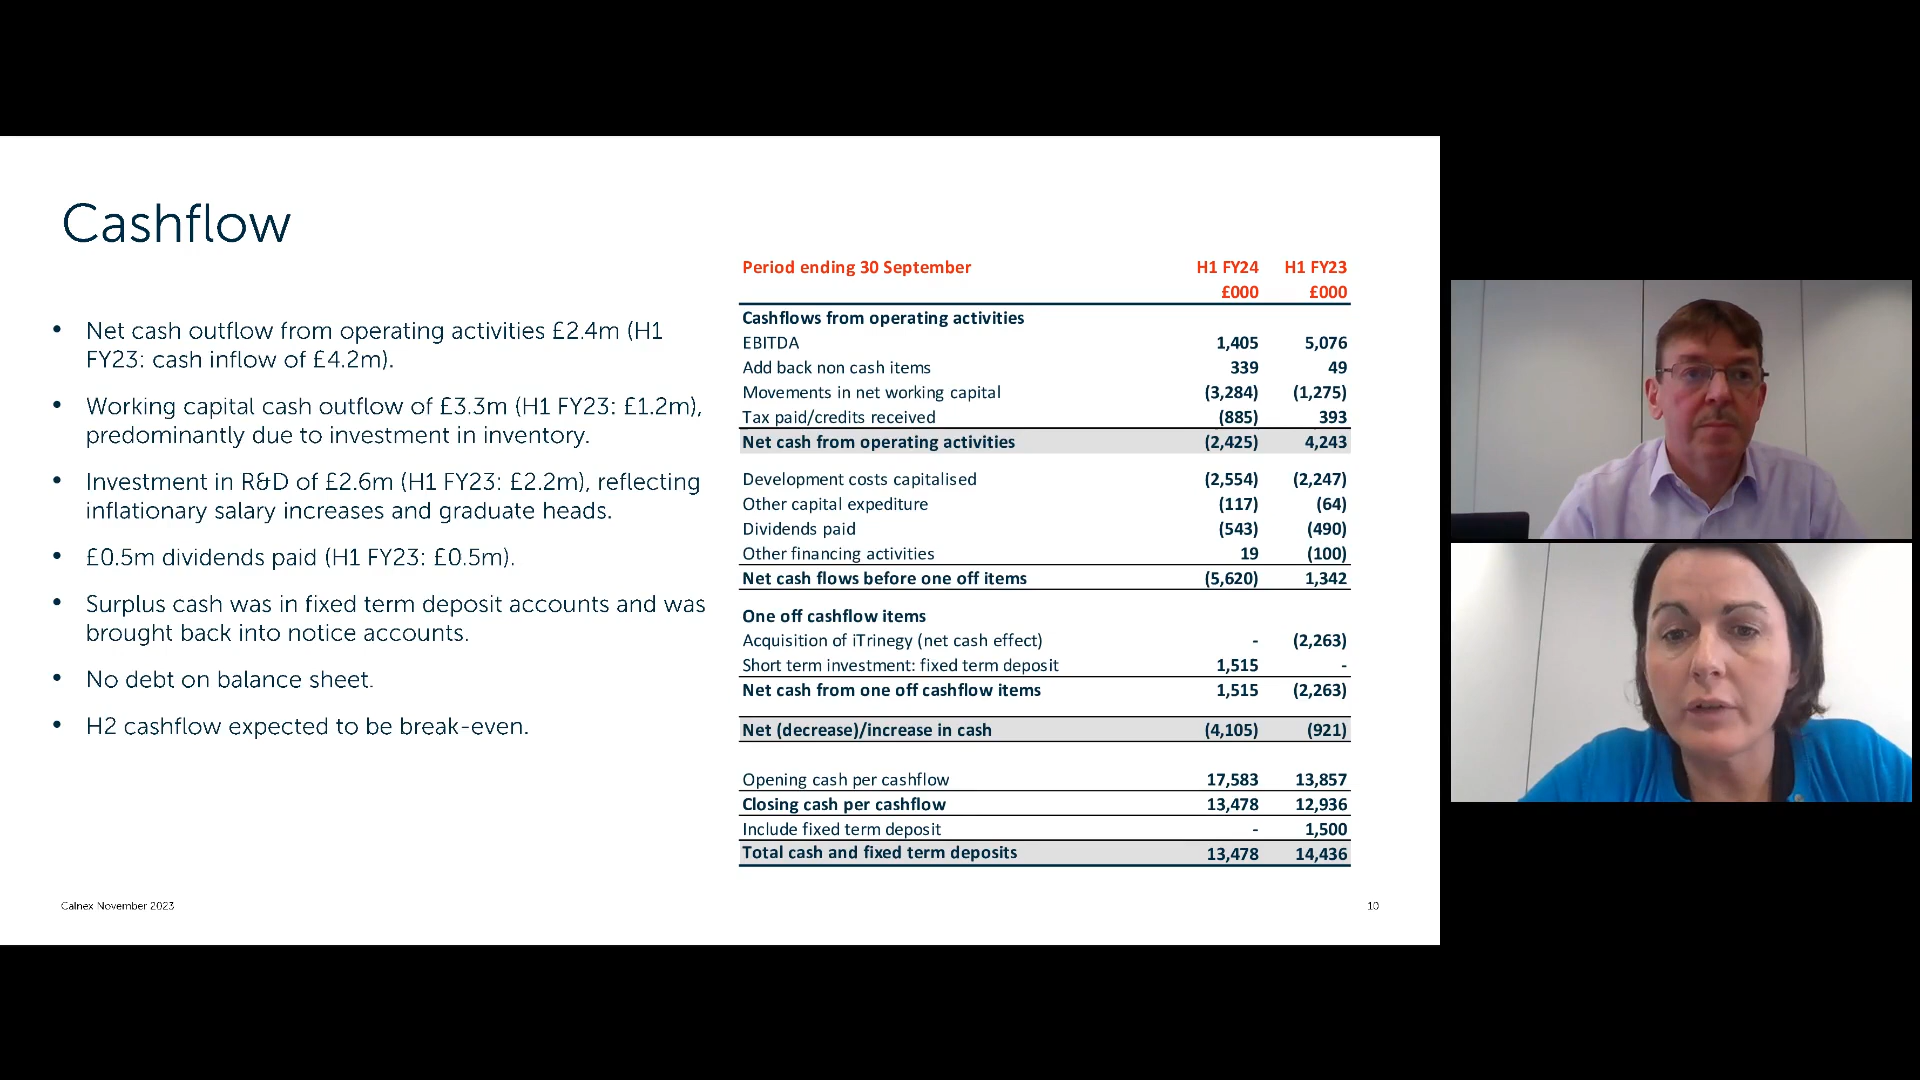 Cashflow
• Net cash outflow from operating activities £2.4m (H1
FY23: cash inflow of £4.2m).
• Working capital cash outflow of £3.3m (H1 FY23: £1.2m),
predominantly due to investment in inventory.
• Investment in R&D of £2.6m (H1 FY23: £2.2m), reflecting
inflationary salary increases and graduate heads.
• £0.5m dividends paid (H1 FY23: £0.5m).
• Surplus cash was in fixed term deposit accounts and was
brought back into notice accounts.
• No debt on balance sheet.
• H2 cashflow expected to be break-even.
Period ending 30 September H1 FY24 H1 FY23
£000 £000
Cashflows from operating activities
EBITDA 1,405 5,076
Add back non cash items 339 49
Movements in net working capital (3,284) (1,275)
Tax paid/credits received (885) 393
Net cash from operating activities (2,425) 4,243
Development costs capitalised (2,554) (2,247)
Other capital expediture (117) (64)
Dividends paid (543) (490)
Other financing activities 19 (100)
Net cash flows before one off items (5,620) 1,342
One off cashflow items
Acquisition of iTrinegy (net cash effect) - (2,263)
Short term investment: fixed term deposit 1,515 -
Net cash from one off cashflow items 1,515 (2,263)
Net (decrease)/increase in cash (4,105) (921)
Opening cash per cashflow 17,583 13,857
Closing cash per cashflow 13,478 12,936
Include fixed term deposit - 1,500
Total cash and fixed term deposits 13,478 14,436
Calnex November 2023 10